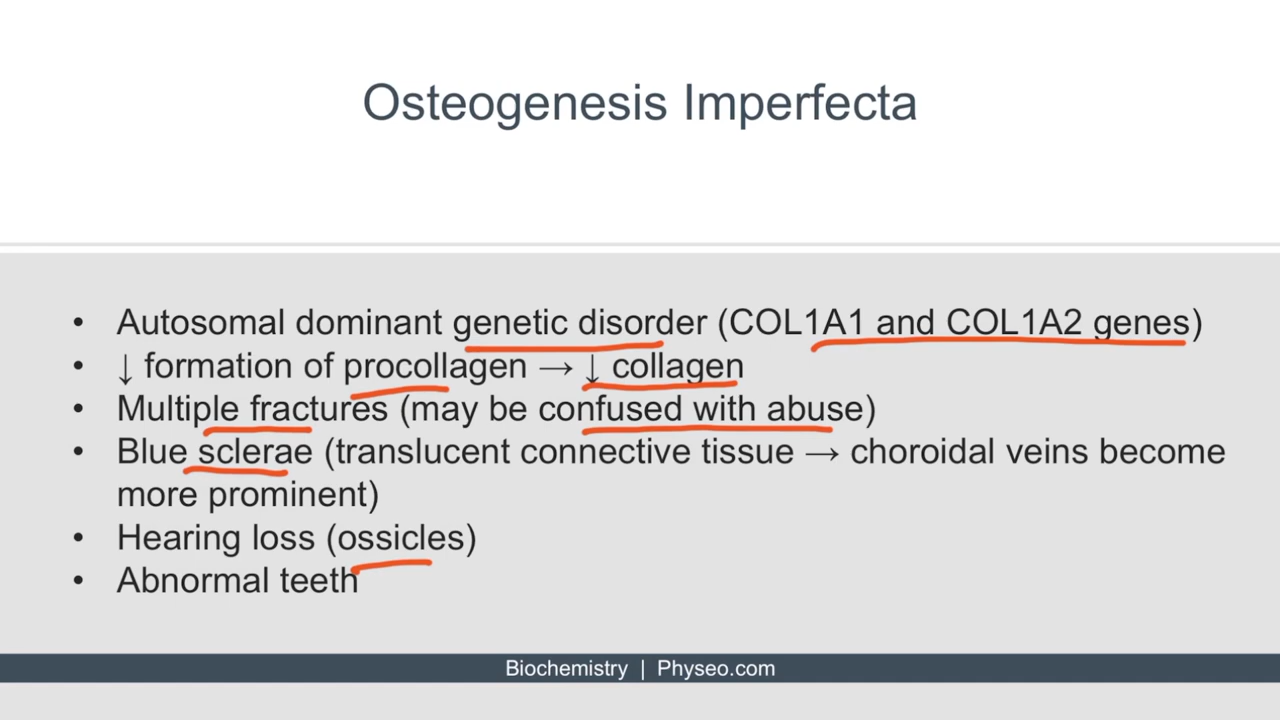 Osteogenesis Imperfecta
• Autosomal dominant genetic disorder (COL1A1 and COL1A2 genes)
• ↓ formation of procollagen → ↓ collagen
• Multiple fractures (may be confused with abuse)
• Blue sclerae (translucent connective tissue → choroidal veins become
more prominent)
• Hearing loss (ossicles)
• Abnormal teeth
Biochemistry | Physeo.com